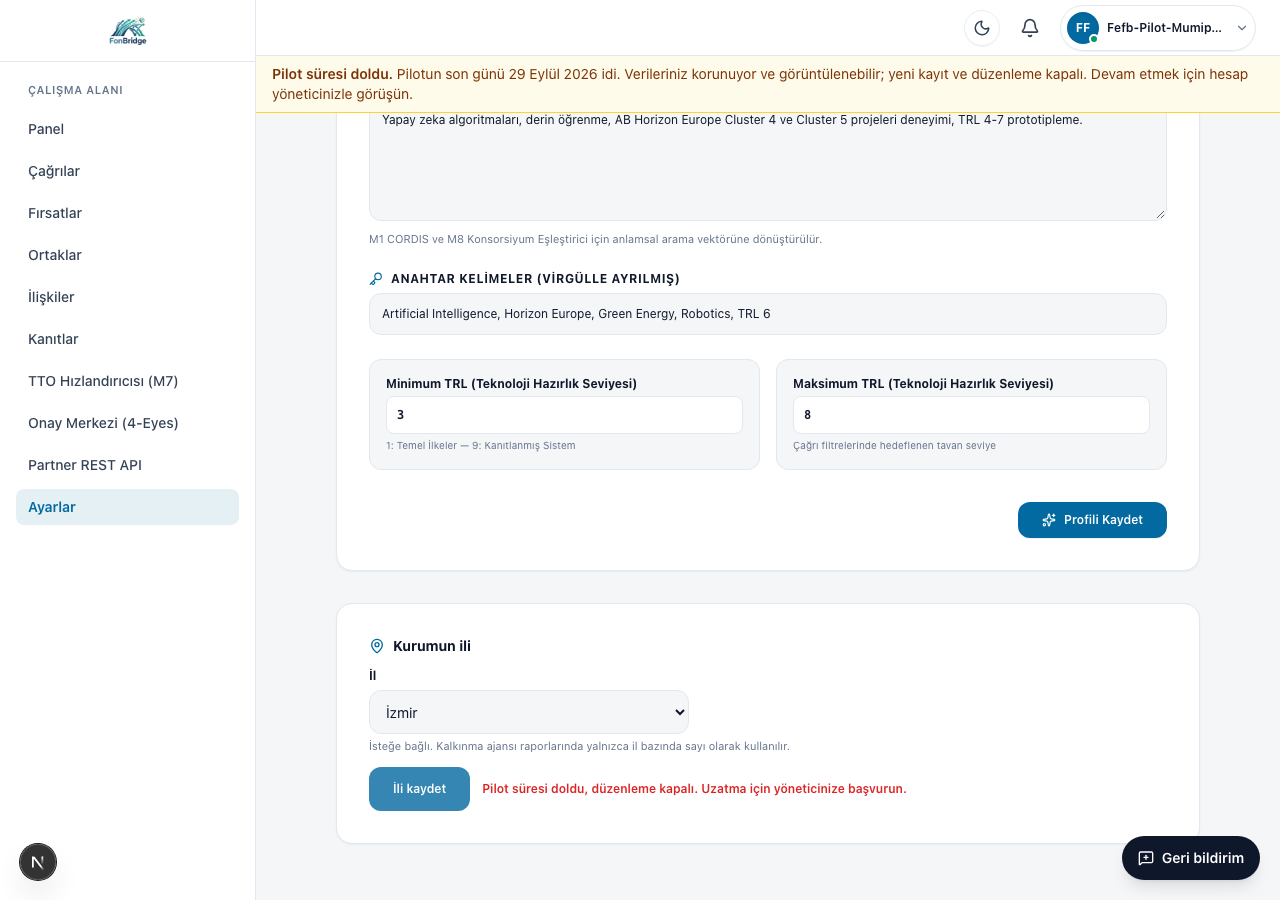 FonBridge
FF
Fefb-Pilot-Mumip...
Pilot süresi doldu. Pilotun son günü 29 Eylül 2026 idi. Verileriniz korunuyor ve görüntülenebilir; yeni kayıt ve düzenleme kapalı. Devam etmek için hesap
yöneticinizle görüşün.
ÇALIŞMA ALANI
Panel
Çağrılar
Fırsatlar
Ortaklar
İlişkiler
Kanıtlar
TTO Hızlandırıcısı (M7)
Onay Merkezi (4-Eyes)
Partner REST API
Ayarlar
N
Yapay zeka algoritmaları, derin öğrenme, AB Horizon Europe Cluster 4 ve Cluster 5 projeleri deneyimi, TRL 4-7 prototipleme.
M1 CORDIS ve M8 Konsorsiyum Eşleştirici için anlamsal arama vektörüne dönüştürülür.
ANAHTAR KELİMELER (VİRGÜLLE AYRILMIŞ)
Artificial Intelligence, Horizon Europe, Green Energy, Robotics, TRL 6
Minimum TRL (Teknoloji Hazırlık Seviyesi)
3
1: Temel İlkeler — 9: Kanıtlanmış Sistem
Maksimum TRL (Teknoloji Hazırlık Seviyesi)
8
Çağrı filtrelerinde hedeflenen tavan seviye
Profili Kaydet
Kurumun ili
İl
İzmir
İsteğe bağlı. Kalkınma ajansı raporlarında yalnızca il bazında sayı olarak kullanılır.
İli kaydet
Pilot süresi doldu, düzenleme kapalı. Uzatma için yöneticinize başvurun.
Geri bildirim